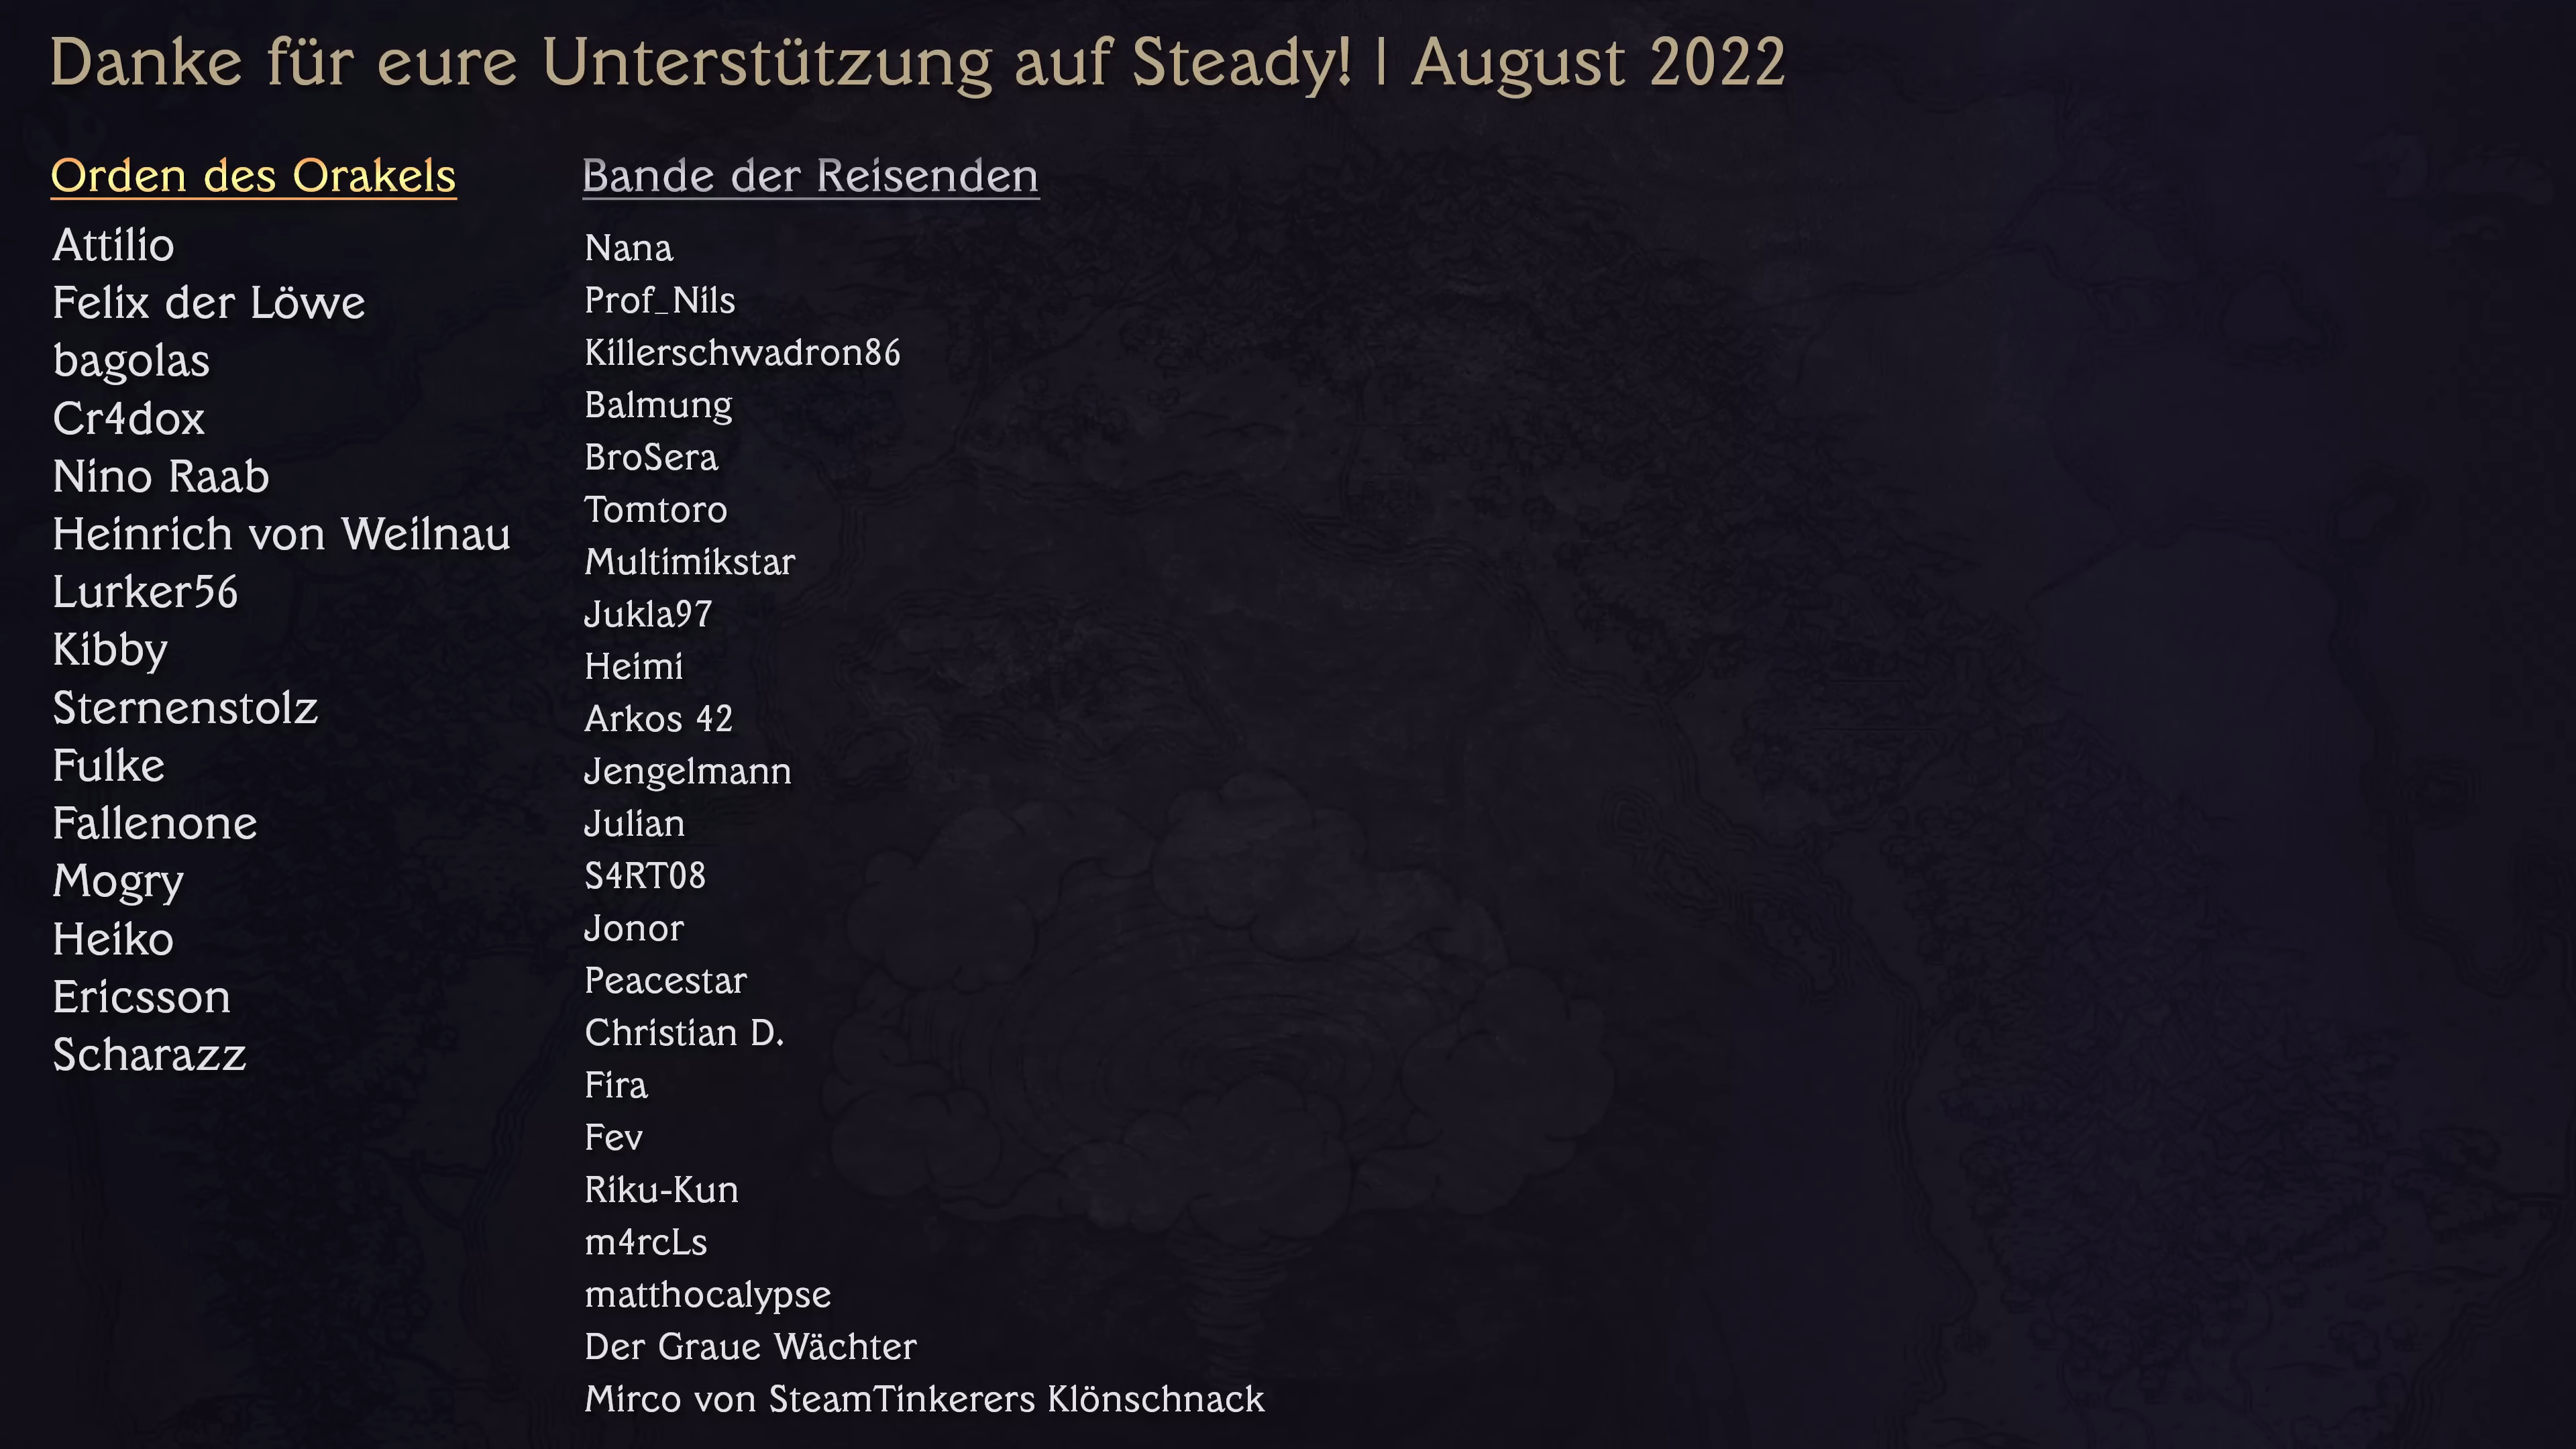 Danke für eure Unterstützung auf Steady! | August 2022
Orden des Orakels
Attilio
Felix der Löwe
bagolas
Cr4dox
Nino Raab
Heinrich von Weilnau
Lurker56
Kibby
Sternenstolz
Fulke
Fallenone
Mogry
Heiko
Ericsson
Scharazz
Bande der Reisenden
Nana
Prof_Nils
Killerschwadron86
Balmung
BroSera
Tomtoro
Multimikstar
Jukla97
Heimi
Arkos 42
Jengelmann
Julian
S4RT08
Jonor
Peacestar
Christian D.
Fira
Fev
Riku-Kun
m4rcLs
matthocalypse
Der Graue Wächter
Mirco von SteamTinkerers Klönschnack